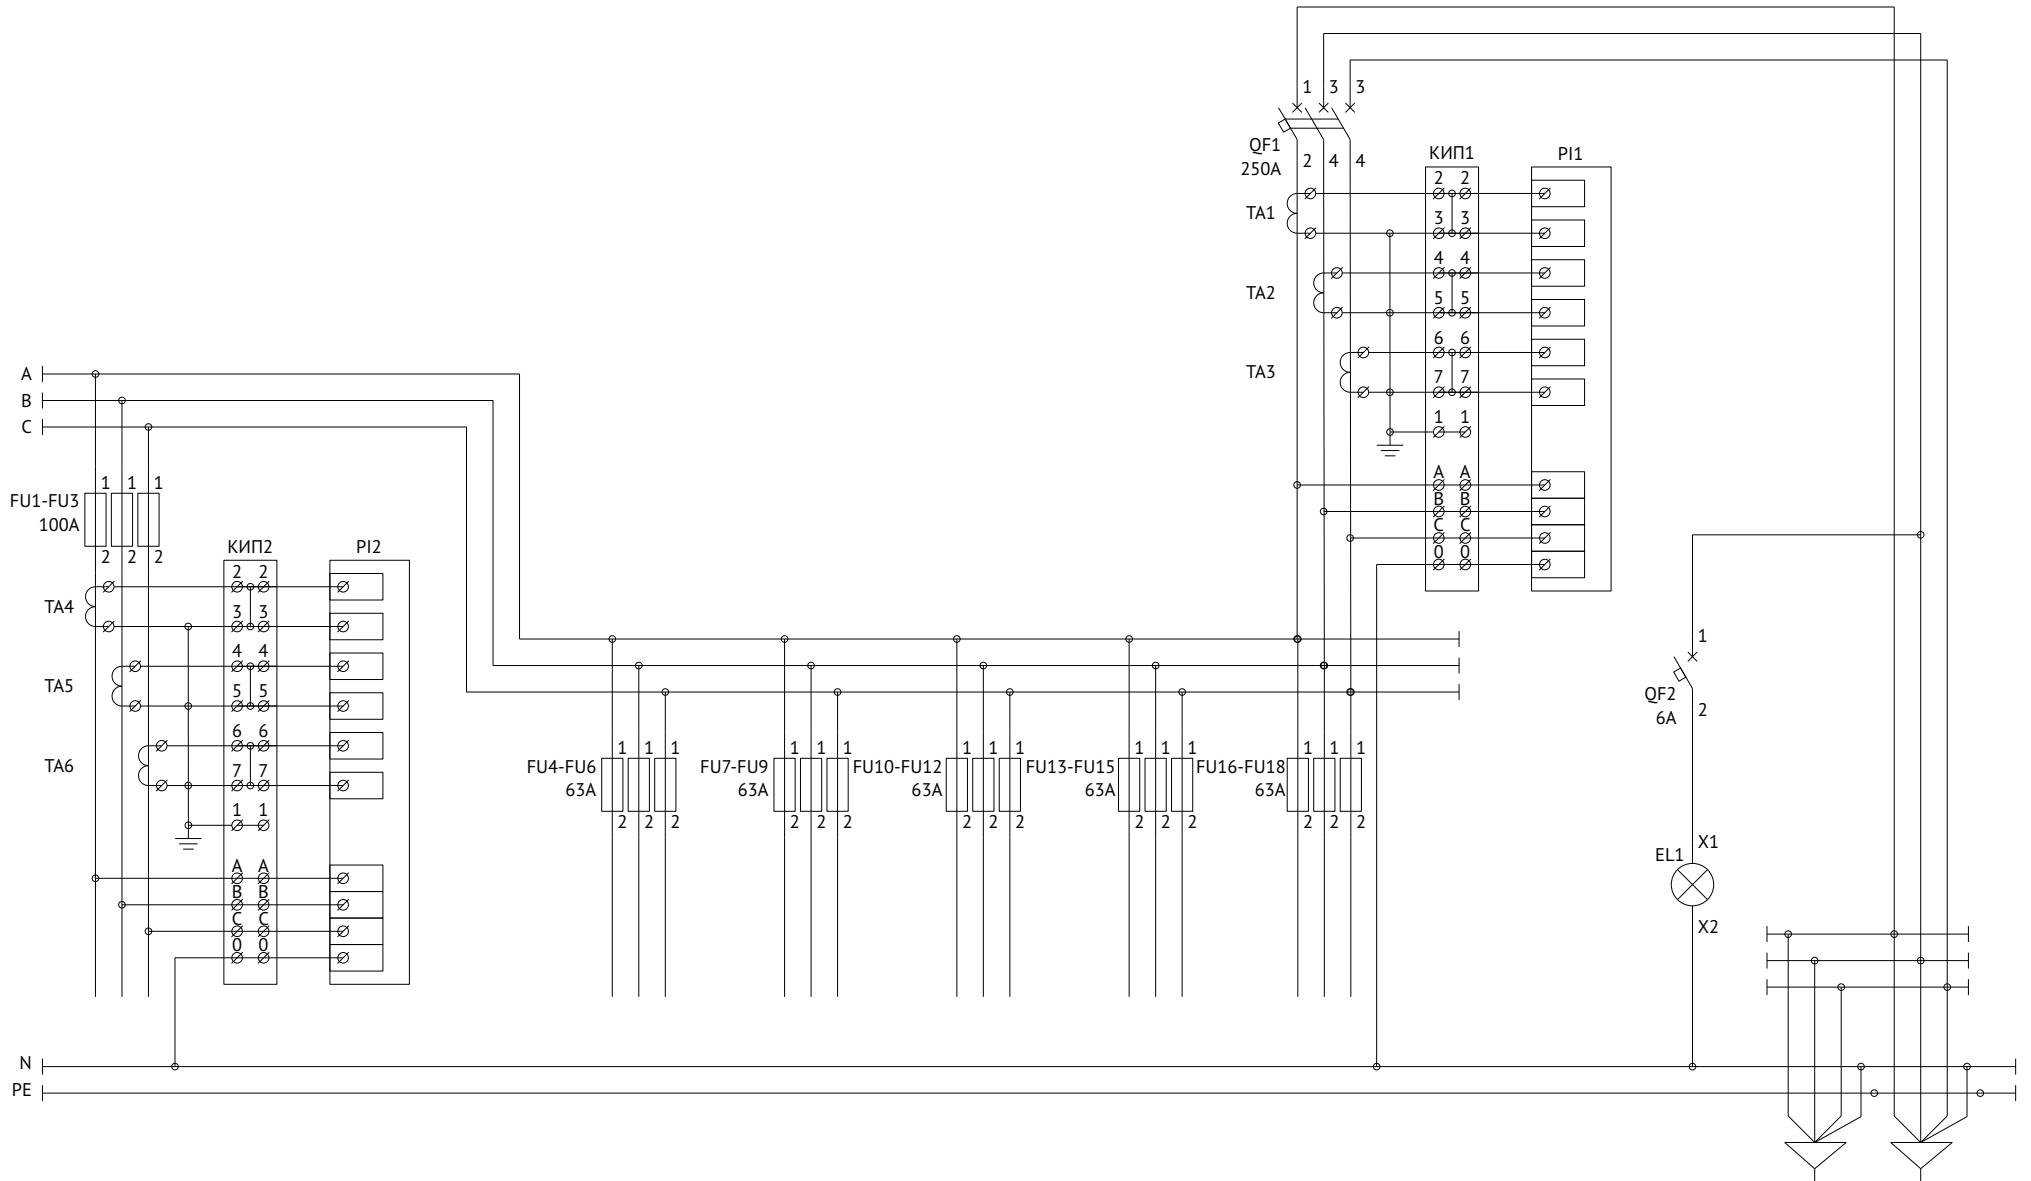 1 3 3
QF1
250A
2 4 4
КИП1
PI1
2 2
TA1
3 3
4 4
TA2
5 5
6 6
TA3
7 7
1 1
A A
B B
C C
0 0
A
B
C
1 1 1
FU1-FU3
100A
2 2 2
КИП2
PI2
2 2
TA4
3 3
4 4
TA5
5 5
6 6
TA6
7 7
1 1
A A
B B
C C
0 0
1 1 1
FU4-FU6
63A
2 2 2
1 1 1
FU7-FU9
63A
2 2 2
1 1 1
FU10-FU12
63A
2 2 2
1 1 1
FU13-FU15
63A
2 2 2
1 1 1
FU16-FU18
63A
2 2 2
1
QF2
6A
2
X1
EL1
X2
N
PE